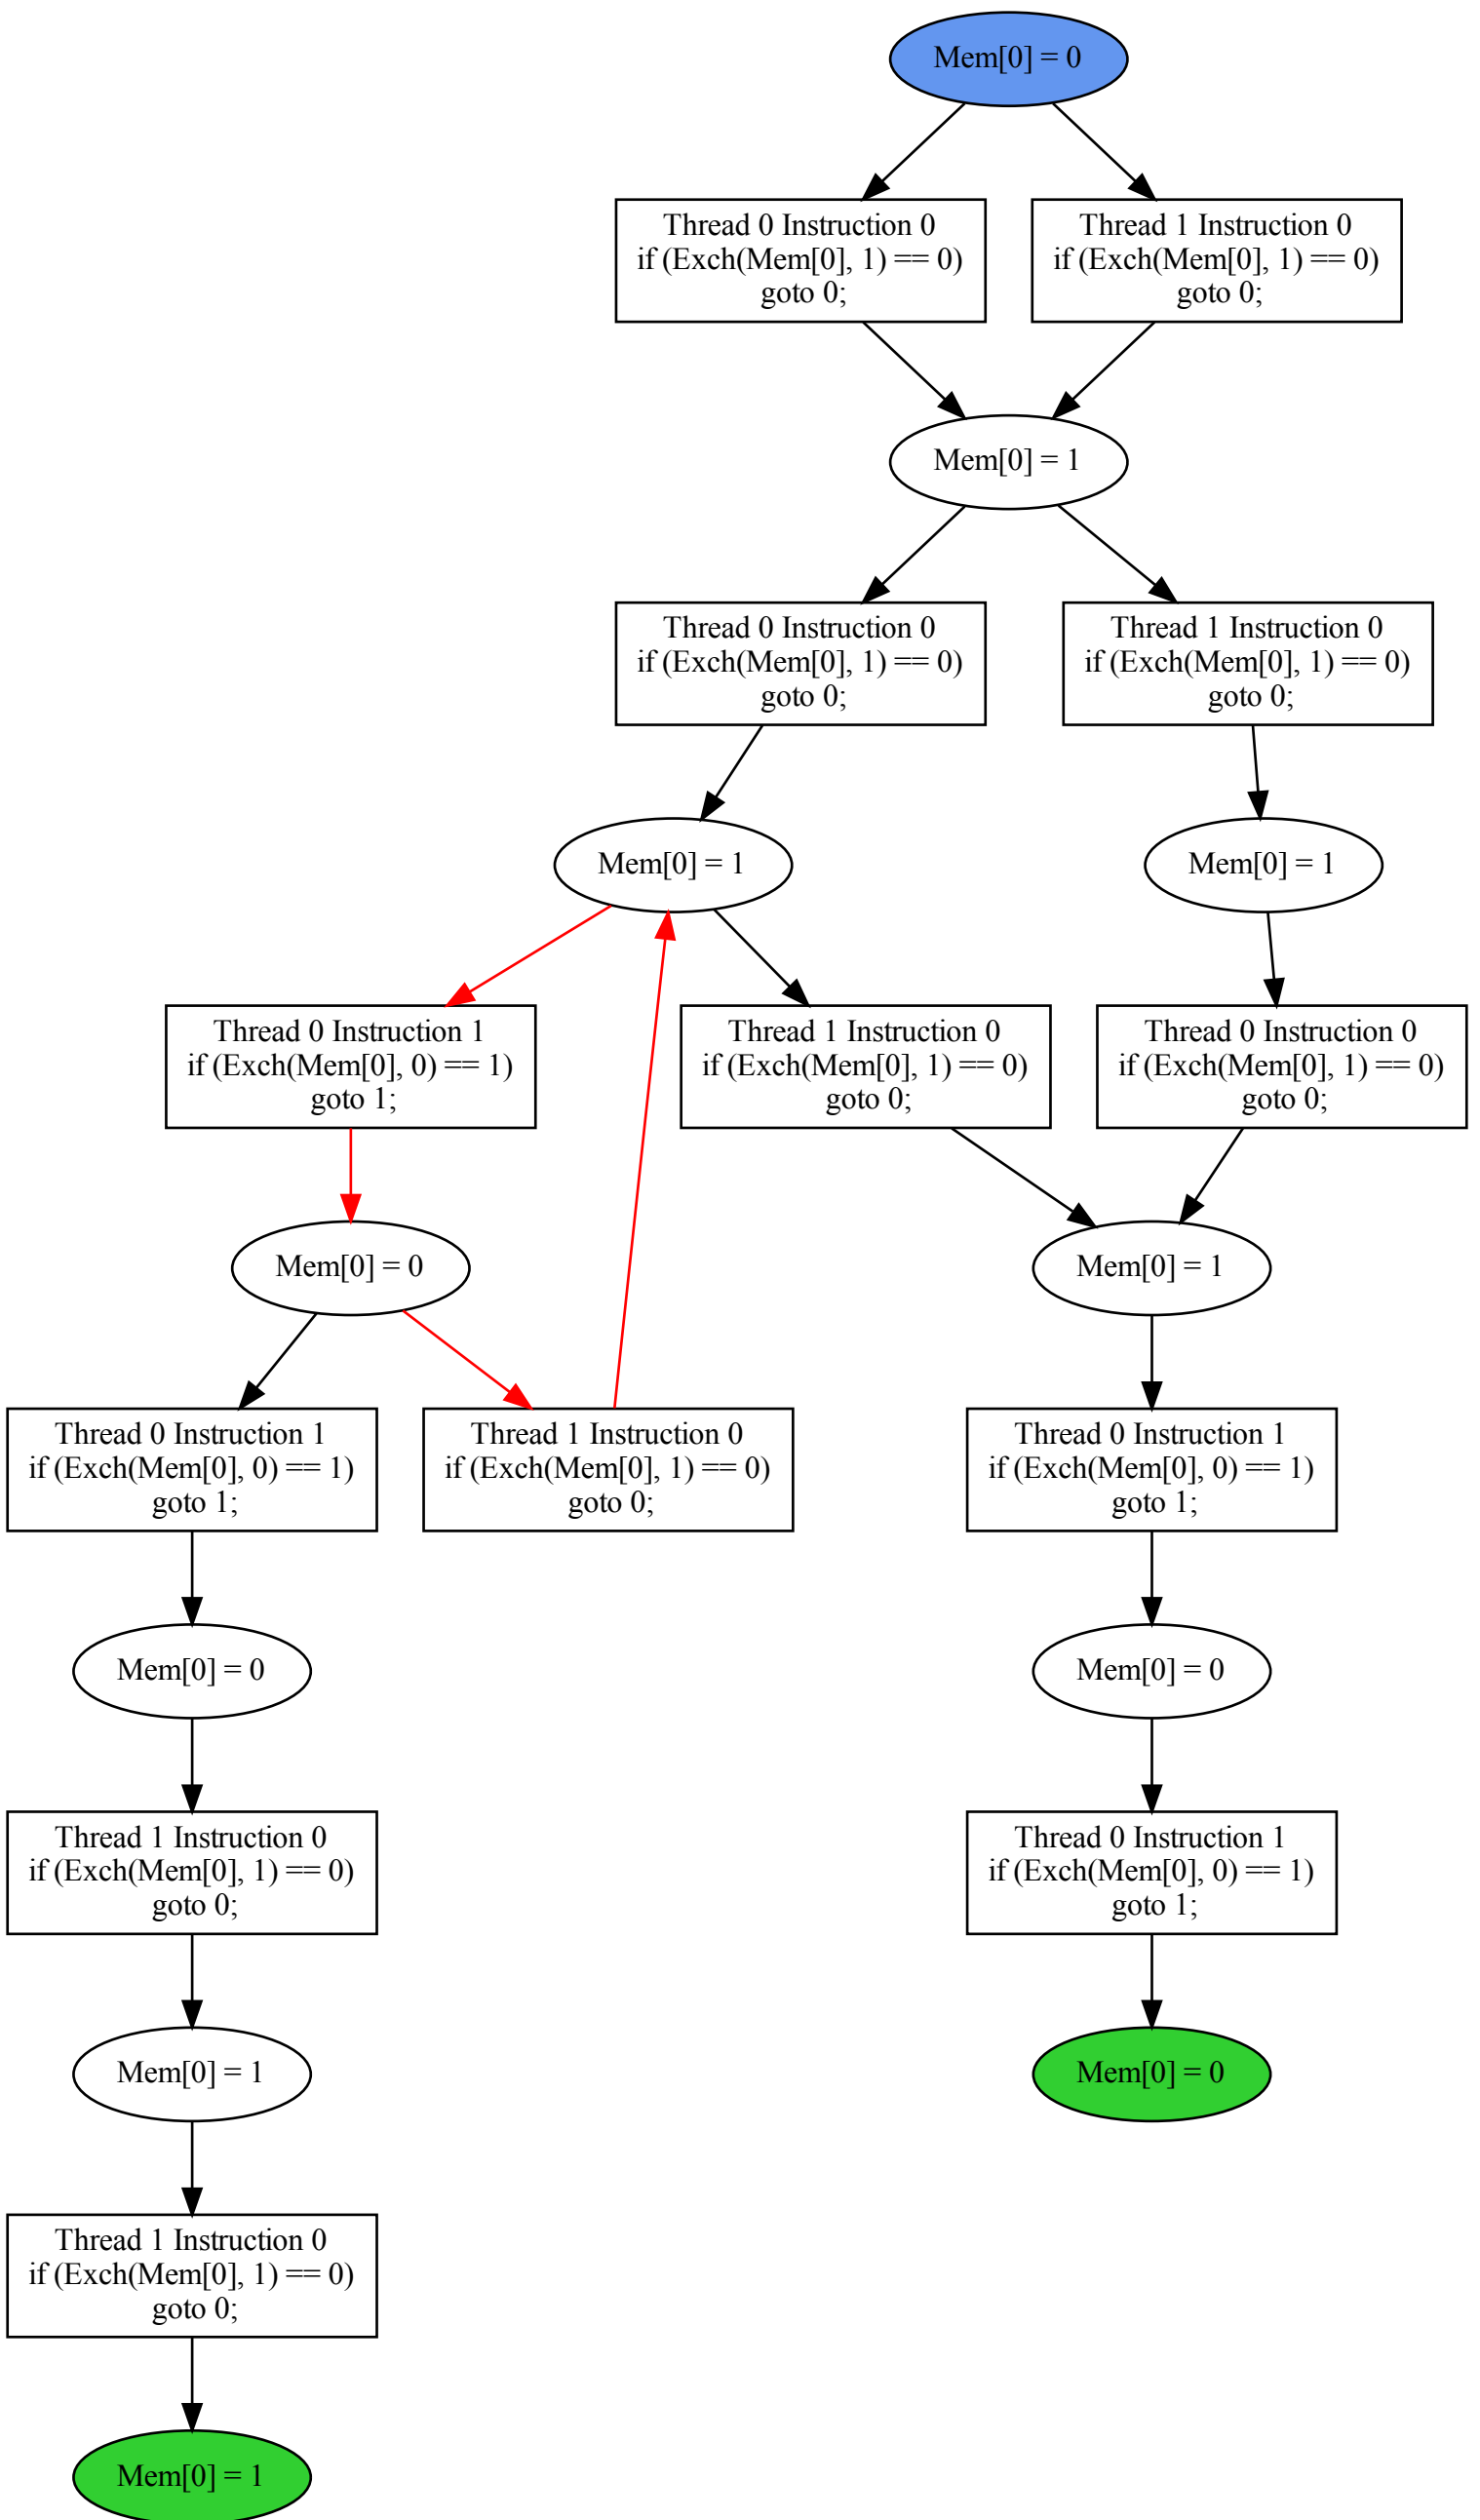 Mem[0] = 0
Thread 0 Instruction 0
if (Exch(Mem[0], 1) == 0)
goto 0;
Thread 1 Instruction 0
if (Exch(Mem[0], 1) == 0)
goto 0;
Mem[0] = 1
Thread 0 Instruction 0
if (Exch(Mem[0], 1) == 0)
goto 0;
Thread 1 Instruction 0
if (Exch(Mem[0], 1) == 0)
goto 0;
Mem[0] = 1
Mem[0] = 1
Thread 0 Instruction 1
if (Exch(Mem[0], 0) == 1)
goto 1;
Thread 1 Instruction 0
if (Exch(Mem[0], 1) == 0)
goto 0;
Thread 0 Instruction 0
if (Exch(Mem[0], 1) == 0)
goto 0;
Mem[0] = 0
Mem[0] = 1
Thread 0 Instruction 1
if (Exch(Mem[0], 0) == 1)
goto 1;
Thread 1 Instruction 0
if (Exch(Mem[0], 1) == 0)
goto 0;
Thread 0 Instruction 1
if (Exch(Mem[0], 0) == 1)
goto 1;
Mem[0] = 0
Mem[0] = 0
Thread 1 Instruction 0
if (Exch(Mem[0], 1) == 0)
goto 0;
Thread 0 Instruction 1
if (Exch(Mem[0], 0) == 1)
goto 1;
Mem[0] = 1
Mem[0] = 0
Thread 1 Instruction 0
if (Exch(Mem[0], 1) == 0)
goto 0;
Mem[0] = 1